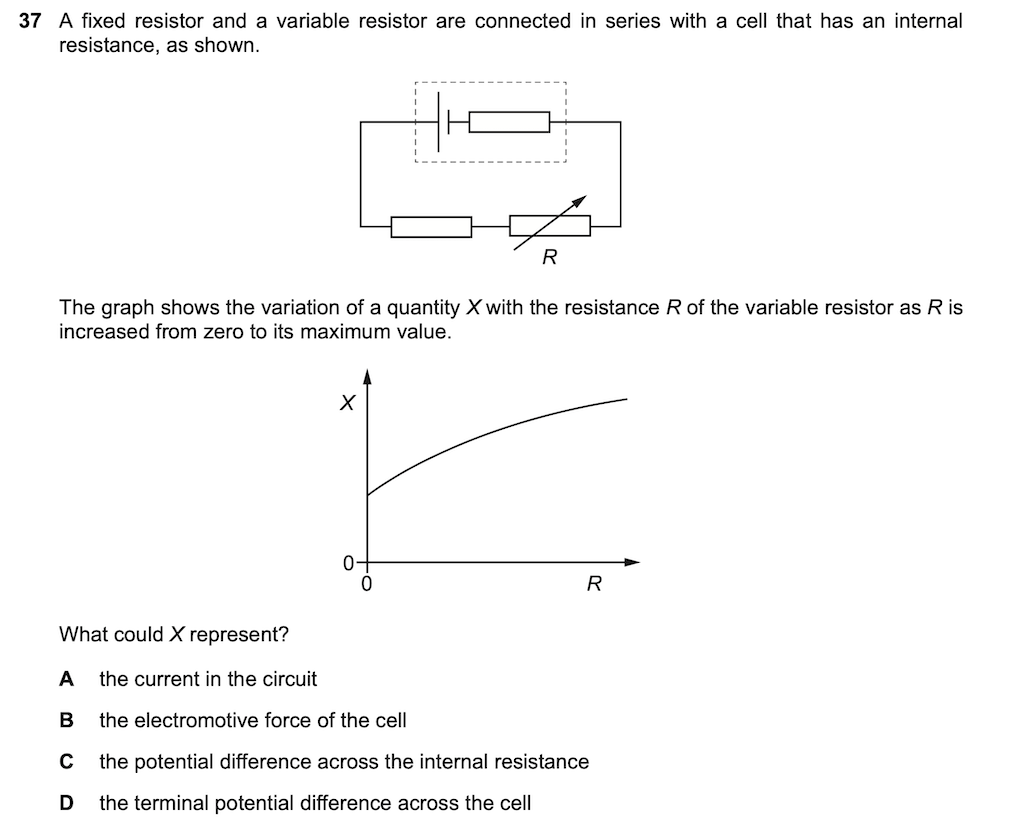 37 A fixed resistor and a variable resistor are connected in series with a cell that has an internal
resistance, as shown.
R
The graph shows the variation of a quantity X with the resistance R of the variable resistor as R is
increased from zero to its maximum value.
X
0
0
R
What could X represent?
A the current in the circuit
B the electromotive force of the cell
C the potential difference across the internal resistance
D the terminal potential difference across the cell